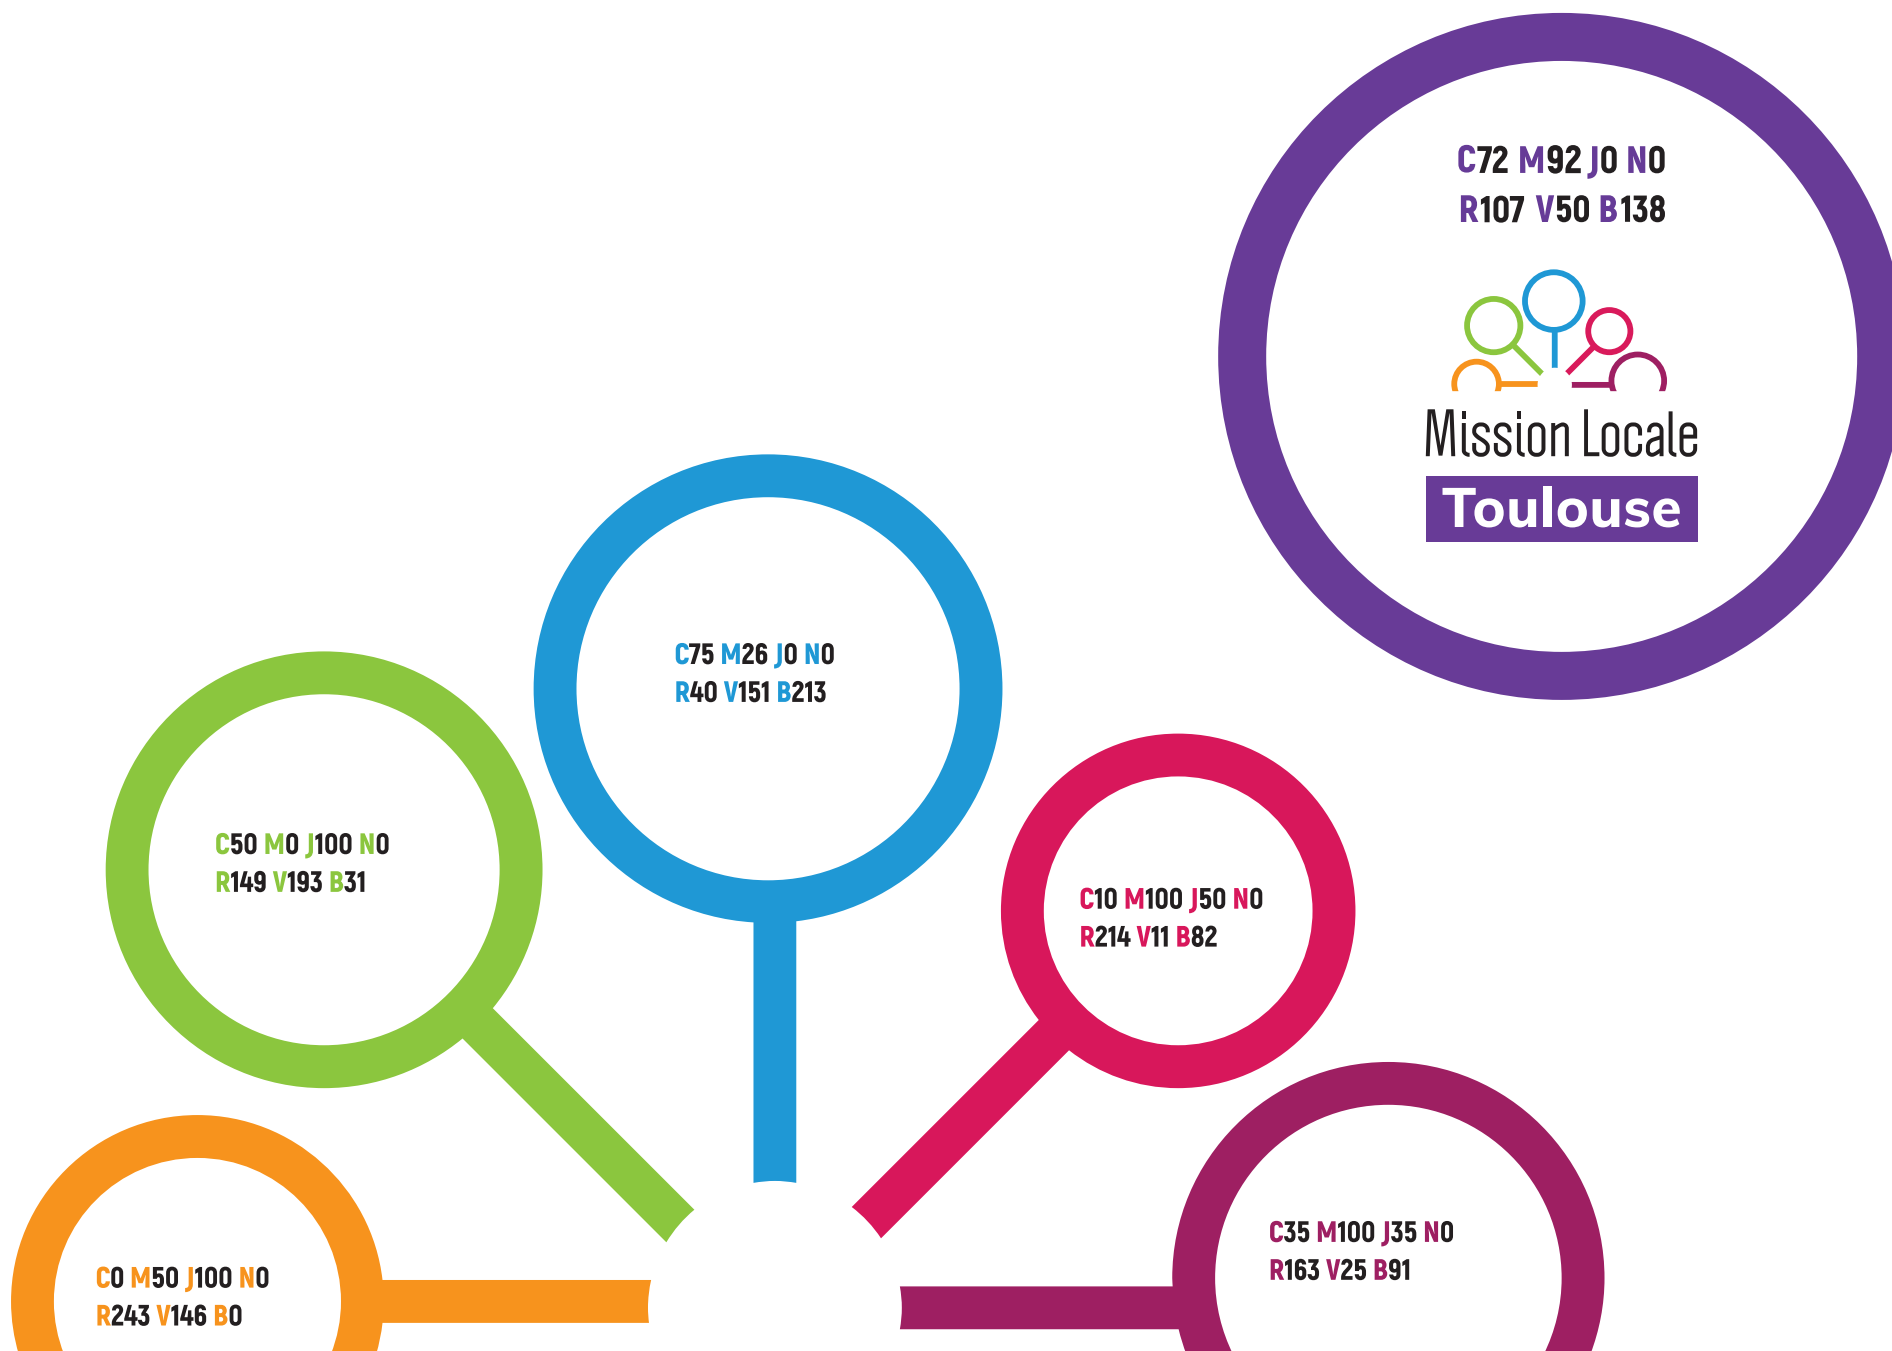 C72 M92 J0 N0
R107 V50 B138
Mission Locale
Toulouse
C75 M26 J0 N0
R40 V151 B213
C50 M0 J100 N0
R149 V193 B31
C10 M100 J50 N0
R214 V11 B82
C35 M100 J35 N0
R163 V25 B91
C0 M50 J100 N0
R243 V146 B0